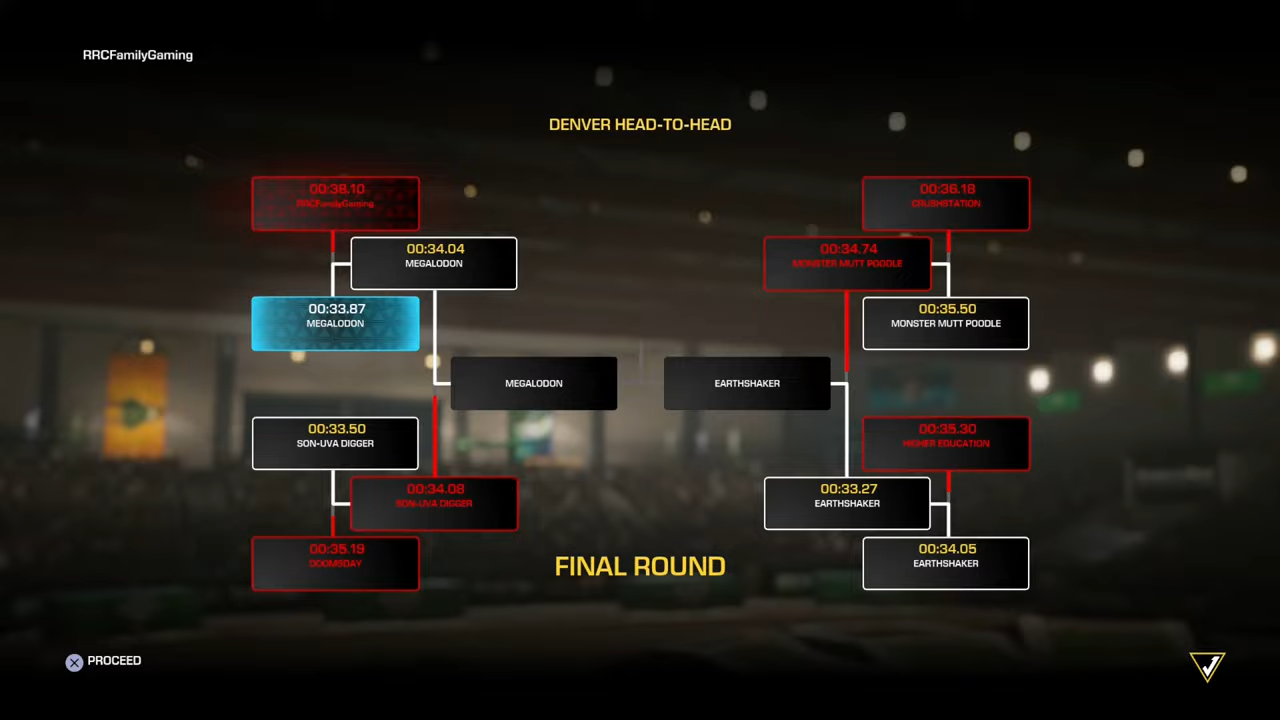 RRCFamilyGaming
DENVER HEAD-TO-HEAD
00:38.10
RRCFamilyGaming
00:36.18
CRUSHSTATION
00:34.04
MEGALODON
00:34.74
MONSTER MUTT POODLE
00:33.87
MEGALODON
00:35.50
MONSTER MUTT POODLE
MEGALODON
EARTHSHAKER
00:33.50
SON-UVA DIGGER
00:35.30
HIGHER EDUCATION
00:34.08
SON-UVA DIGGER
00:33.27
EARTHSHAKER
00:35.19
DOOMSDAY
00:34.05
EARTHSHAKER
FINAL ROUND
PROCEED